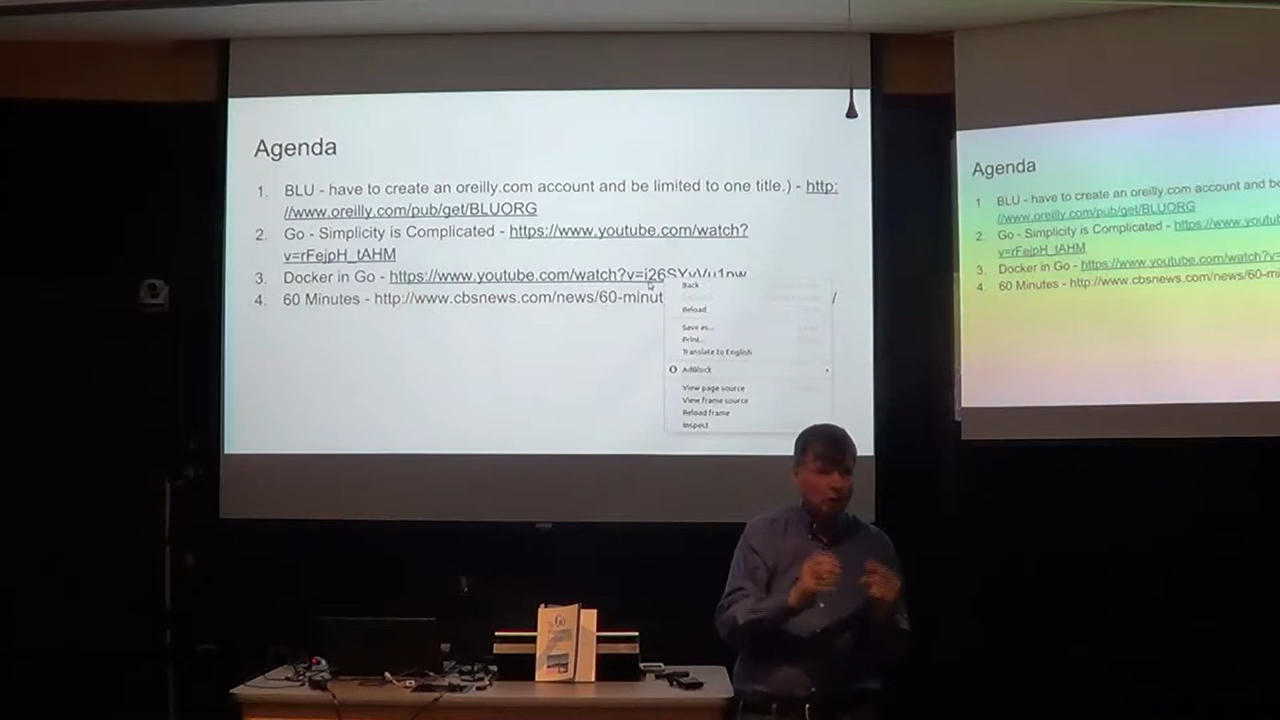 Agenda
1. BLU - have to create an oreilly.com account and be limited to one title.) - http:
//www.oreilly.com/pub/get/BLUORG
2. Go - Simplicity is Complicated - https://www.youtube.com/watch?
v=rFejpH_tAHM
3. Docker in Go - https://www.youtube.com/watch?v=j26SYvVu1nw
4. 60 Minutes - http://www.cbsnews.com/news/60-minut /
Back
Reload
Save as...
Print...
Translate to English
AdBlock
View page source
View frame source
Reload frame
Inspect
Agenda
1 BLU - have to create an oreilly.com account and be
//www.oreilly.com/pub/get/BLUORG
2. Go - Simplicity is Complicated - https://www.youtu
v=rFejpH_tAHM
3. Docker in Go - https://www.youtube.com/watch?v=
4. 60 Minutes - http://www.cbsnews.com/news/60-m
Go